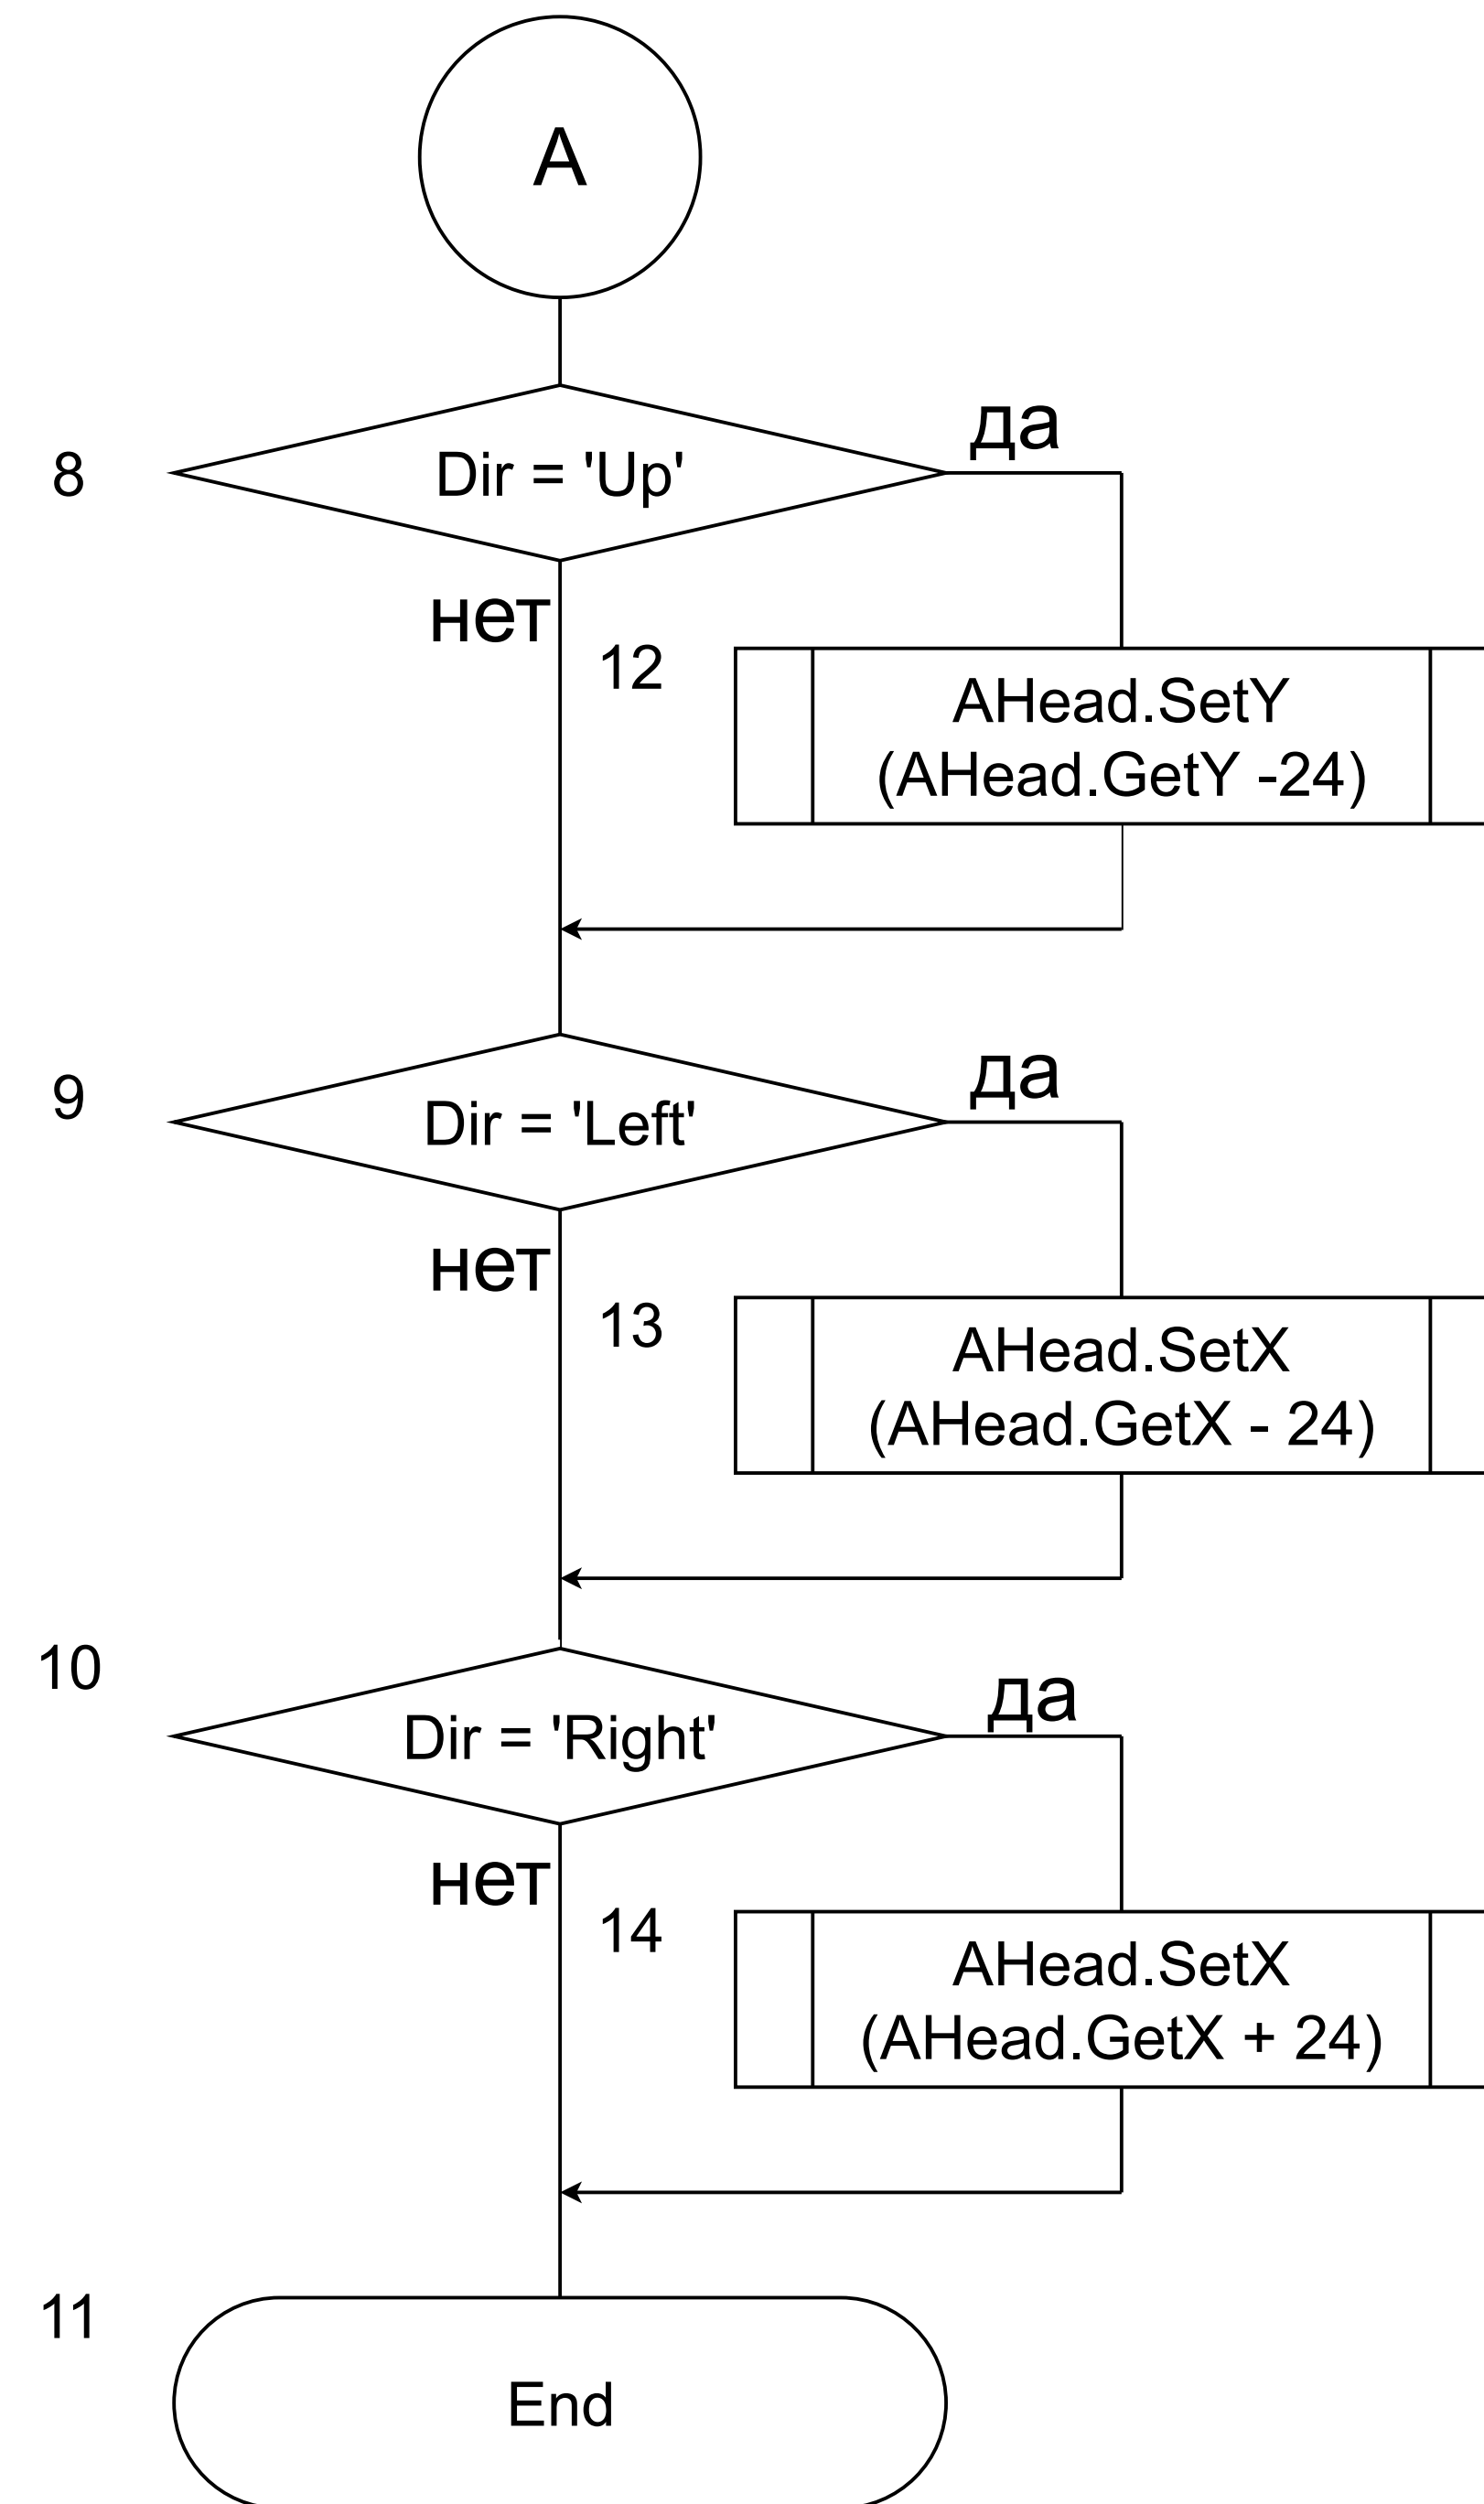 A
8
Dir = 'Up'
да
нет
12
AHead.SetY
(AHead.GetY -24)
9
Dir = 'Left'
да
нет
13
AHead.SetX
(AHead.GetX - 24)
10
Dir = 'Right'
да
нет
14
AHead.SetX
(AHead.GetX + 24)
11
End